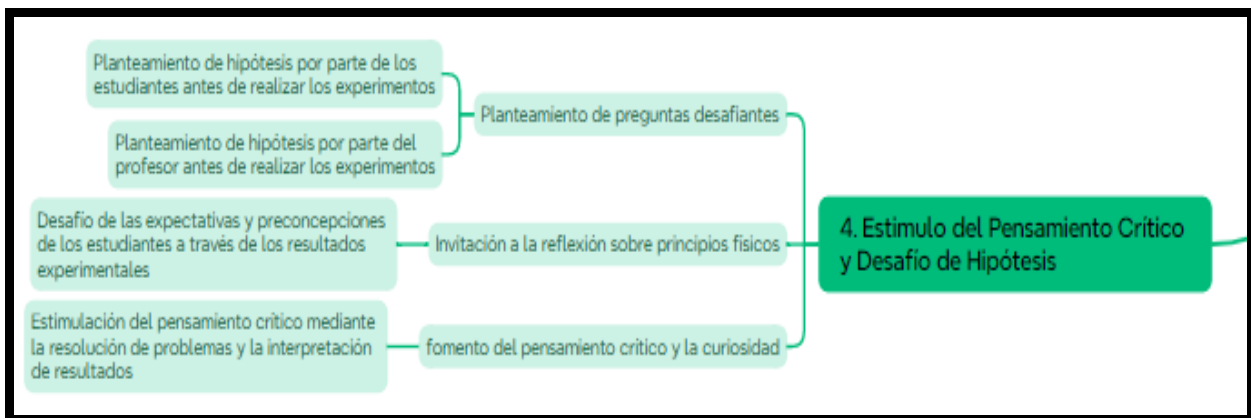 Planteamiento de hipótesis por parte de los
estudiantes antes de realizar los experimentos
Planteamiento de preguntas desafiantes
Planteamiento de hipótesis por parte del
profesor antes de realizar los experimentos
Desafío de las expectativas y preconcepciones
de los estudiantes a través de los resultados
experimentales
Invitación a la reflexión sobre principios físicos
4. Estimulo del Pensamiento Crítico
y Desafío de Hipótesis
Estimulación del pensamiento crítico mediante
la resolución de problemas y la interpretación
de resultados
fomento del pensamiento crítico y la curiosidad